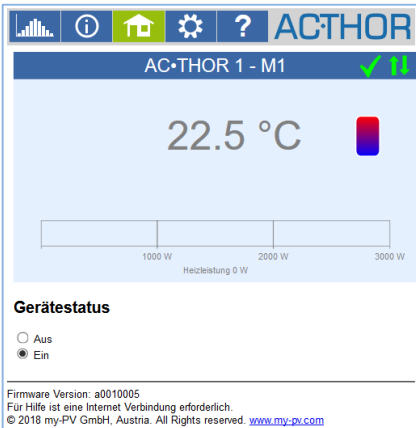 ? AC•THOR
AC•THOR 1 - M1
22.5 °C
1000 W 2000 W 3000 W
Heizleistung 0 W
Gerätestatus
Aus
Ein
Firmware Version: a0010005
Für Hilfe ist eine Internet Verbindung erforderlich.
© 2018 my-PV GmbH, Austria. All Rights reserved. www.my-pv.com